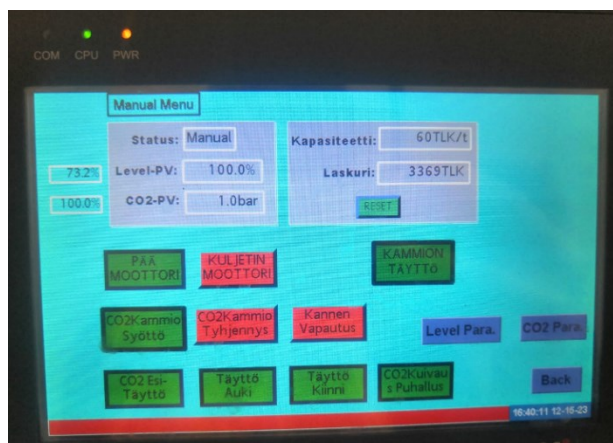 COM CPU PWR
Manual Menu
Status: Manual
Kapasiteetti: 60TLK/t
73.2% Level-PV: 100.0%
Laskuri: 3369TLK
100.0% CO2-PV: 1.0bar
RESET
PÄÄ
MOOTTORI
KULJETIN
MOOTTORI
KAMMION
TÄYTTÖ
CO2Kammio
Syöttö
CO2Kammio
Tyhjennys
Kannen
Vapautus
Level Para.
CO2 Para.
CO2 Esi-
Täyttö
Täyttö
Auki
Täyttö
Kiinni
CO2Kuivau
s Puhallus
Back
16:40:11 12-15-23